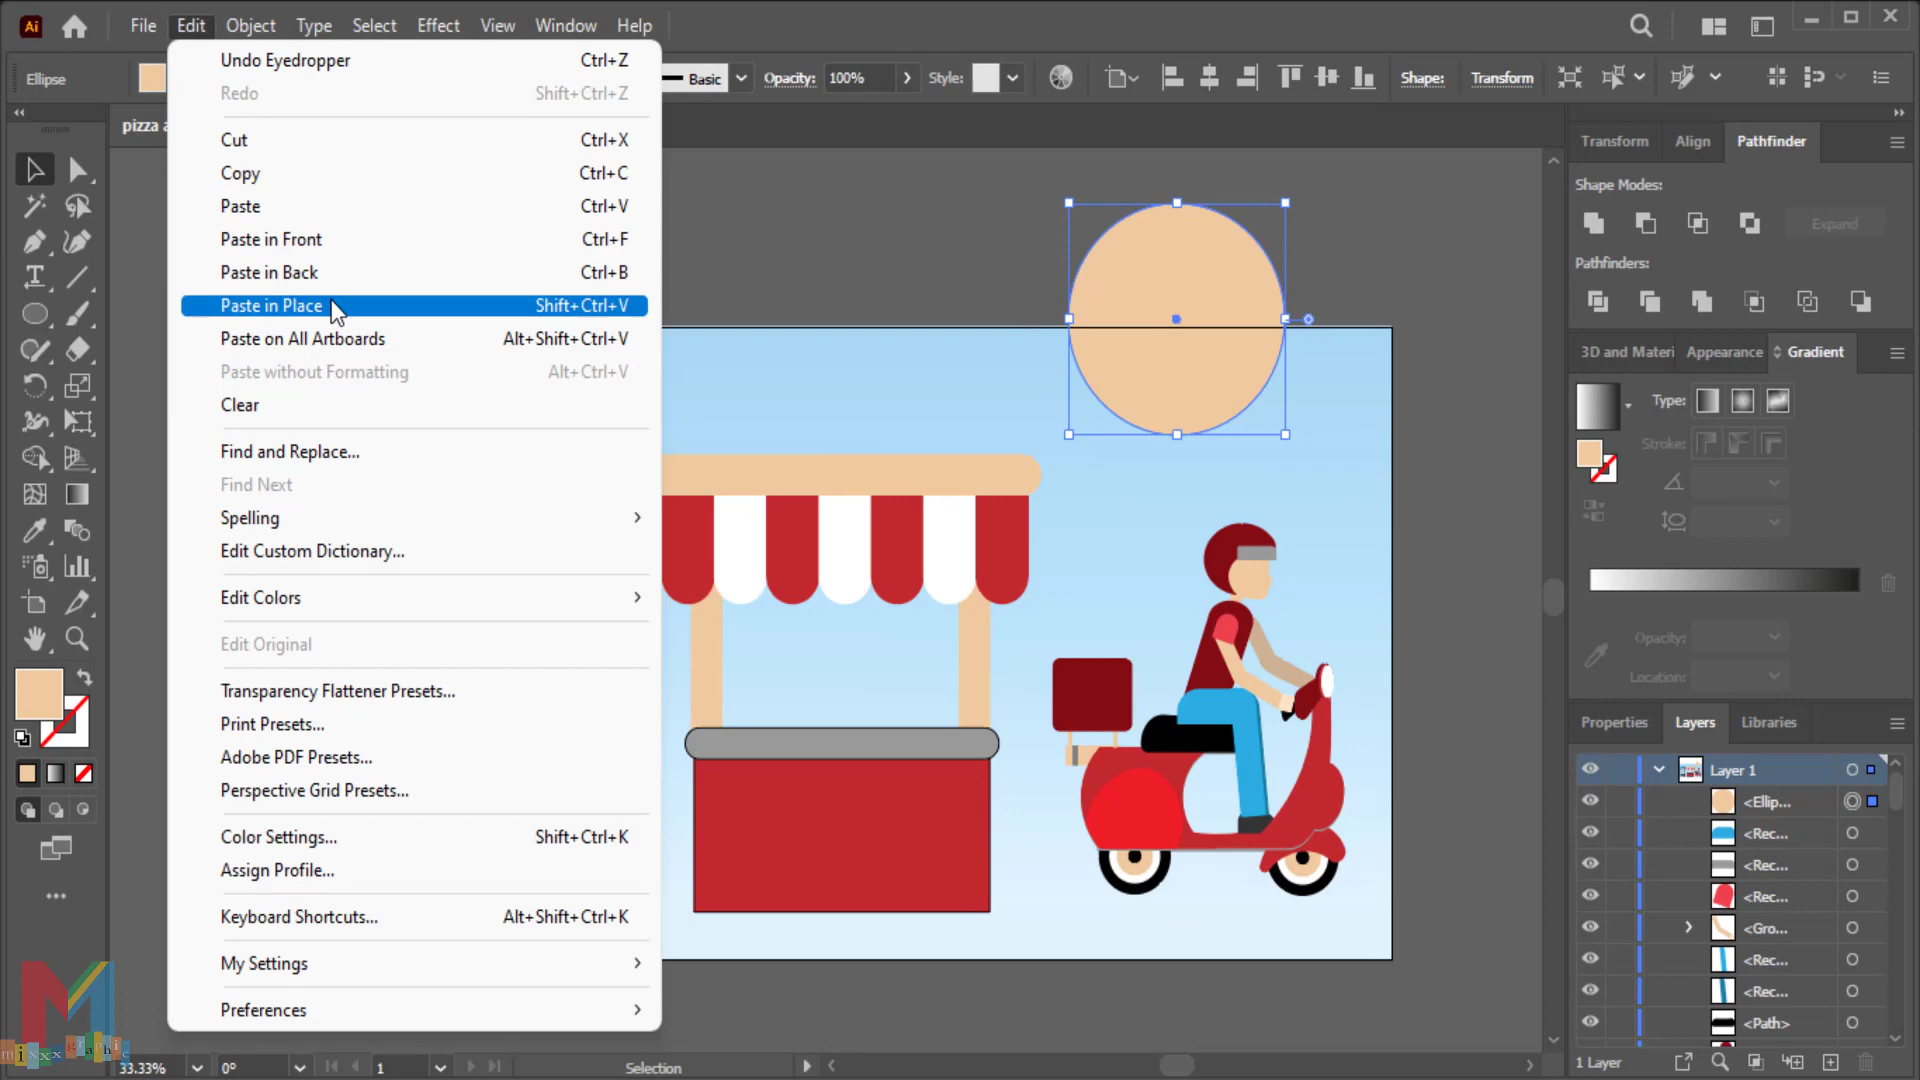 Ai
File Edit Object Type Select Effect View Window Help
Ellipse
Basic
Opacity: 100%
Style:
Shape:
Transform
pizza a
Undo Eyedropper Ctrl+Z
Redo Shift+Ctrl+Z
Cut Ctrl+X
Copy Ctrl+C
Paste Ctrl+V
Paste in Front Ctrl+F
Paste in Back Ctrl+B
Paste in Place Shift+Ctrl+V
Paste on All Artboards Alt+Shift+Ctrl+V
Paste without Formatting Alt+Ctrl+V
Clear
Find and Replace...
Find Next
Spelling
Edit Custom Dictionary...
Edit Colors
Edit Original
Transparency Flattener Presets...
Print Presets...
Adobe PDF Presets...
Perspective Grid Presets...
Color Settings... Shift+Ctrl+K
Assign Profile...
Keyboard Shortcuts... Alt+Shift+Ctrl+K
My Settings
Preferences
Transform Align Pathfinder
Shape Modes:
Expand
Pathfinders:
3D and Materi Appearance Gradient
Type:
Stroke:
Opacity:
Location:
Properties Layers Libraries
Layer 1
<Ellip...
<Rec...
<Rec...
<Rec...
<Gro...
<Rec...
<Rec...
<Path>
1 Layer
mixxx graphic
33.33% 0° 1 Selection